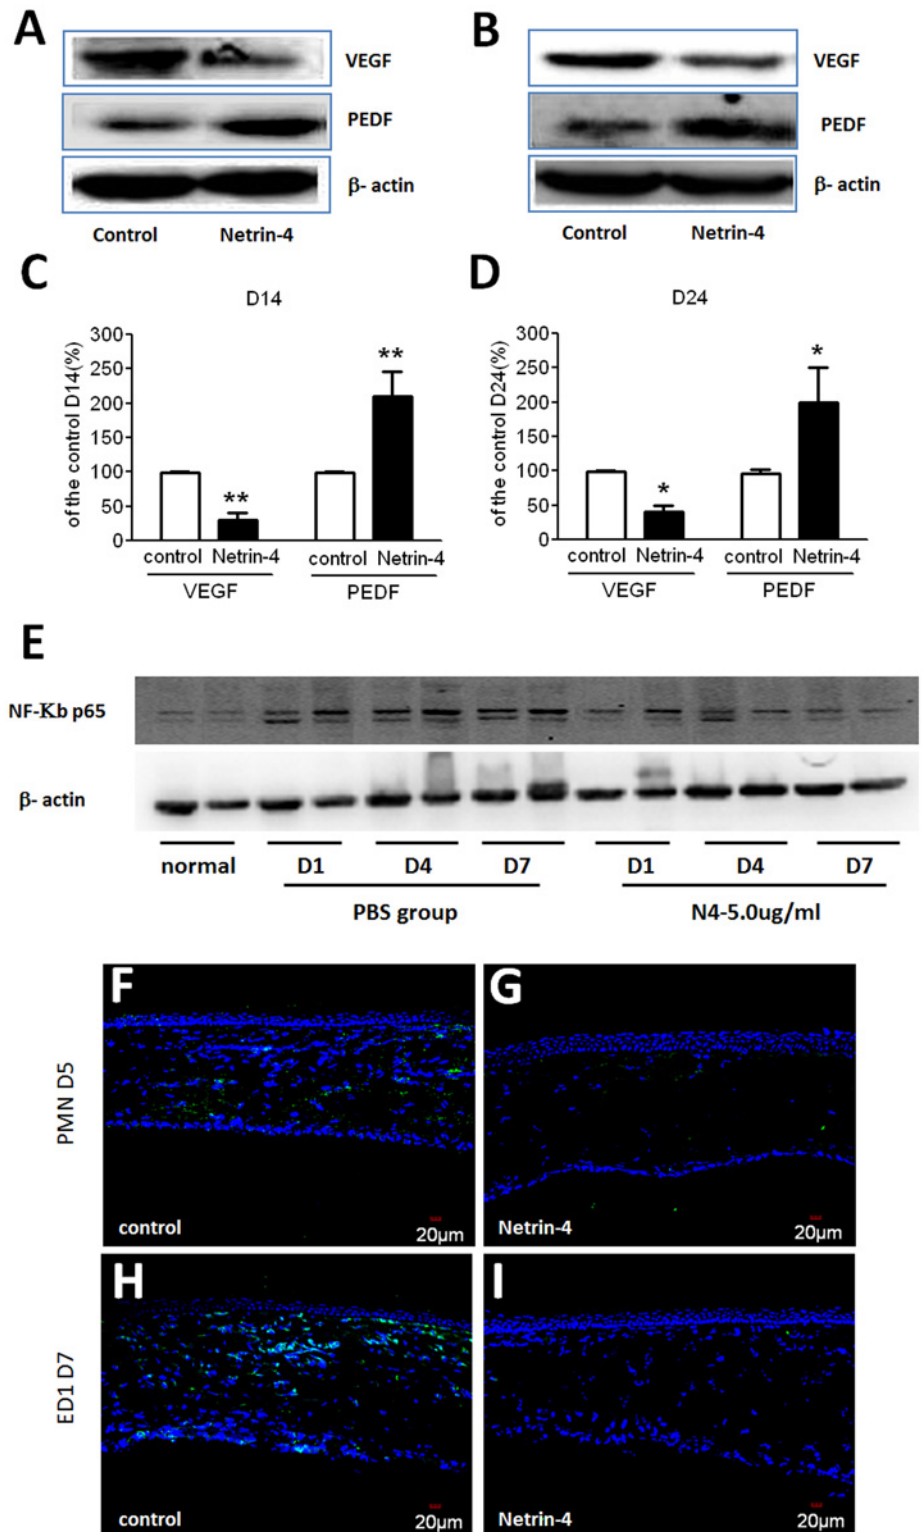 A
VEGF
PEDF
β- actin
Control Netrin-4
B
VEGF
PEDF
β- actin
Control Netrin-4
C
D14
of the control D14(%)
300
250
200
150
100
50
0
** **
control Netrin-4 control Netrin-4
VEGF PEDF
D
D24
of the control D24(%)
300
250
200
150
100
50
0
* *
control Netrin-4 control Netrin-4
VEGF PEDF
E
NF-Kb p65
β- actin
normal D1 D4 D7 D1 D4 D7
PBS group N4-5.0ug/ml
PMN D5
F
control
20μm
G
Netrin-4
20μm
ED1 D7
H
control
20μm
I
Netrin-4
20μm